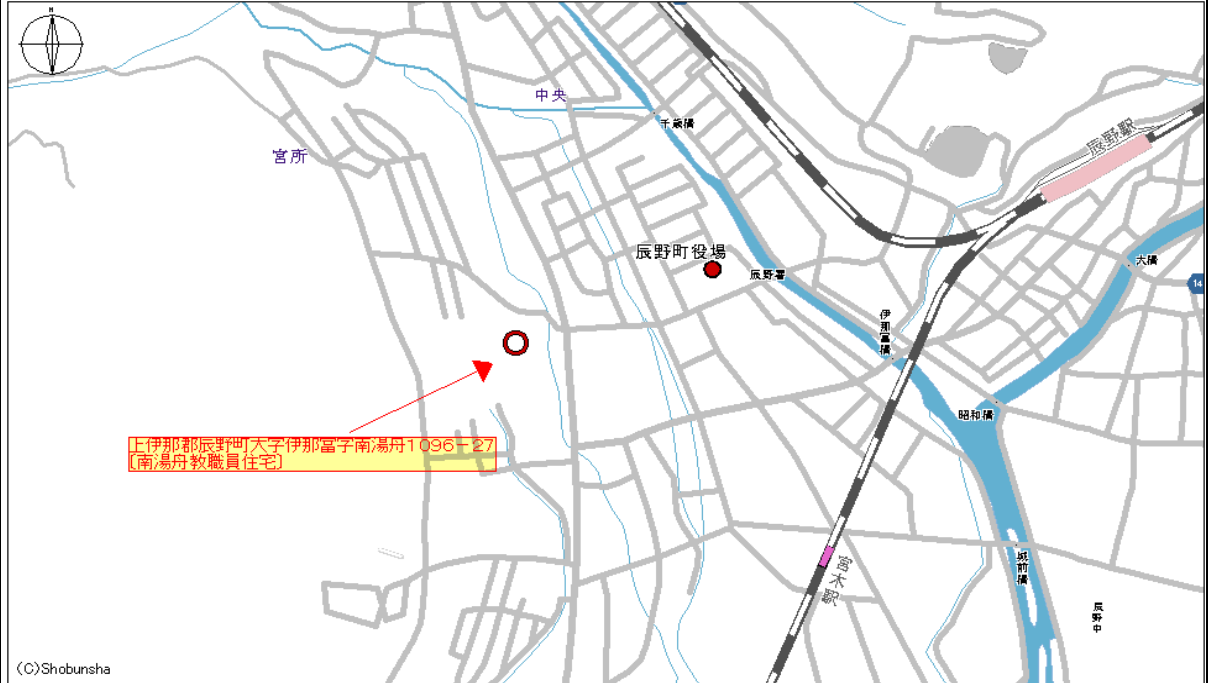 N
中央
千歳橋
辰野駅
宮所
辰野町役場
辰野署
大橋
14
伊那富橋
昭和橋
上伊那郡辰野町大字伊那富字南湯舟1096-27
[南湯舟教職員住宅]
宮木駅
城前橋
辰野中
(C)Shobunsha